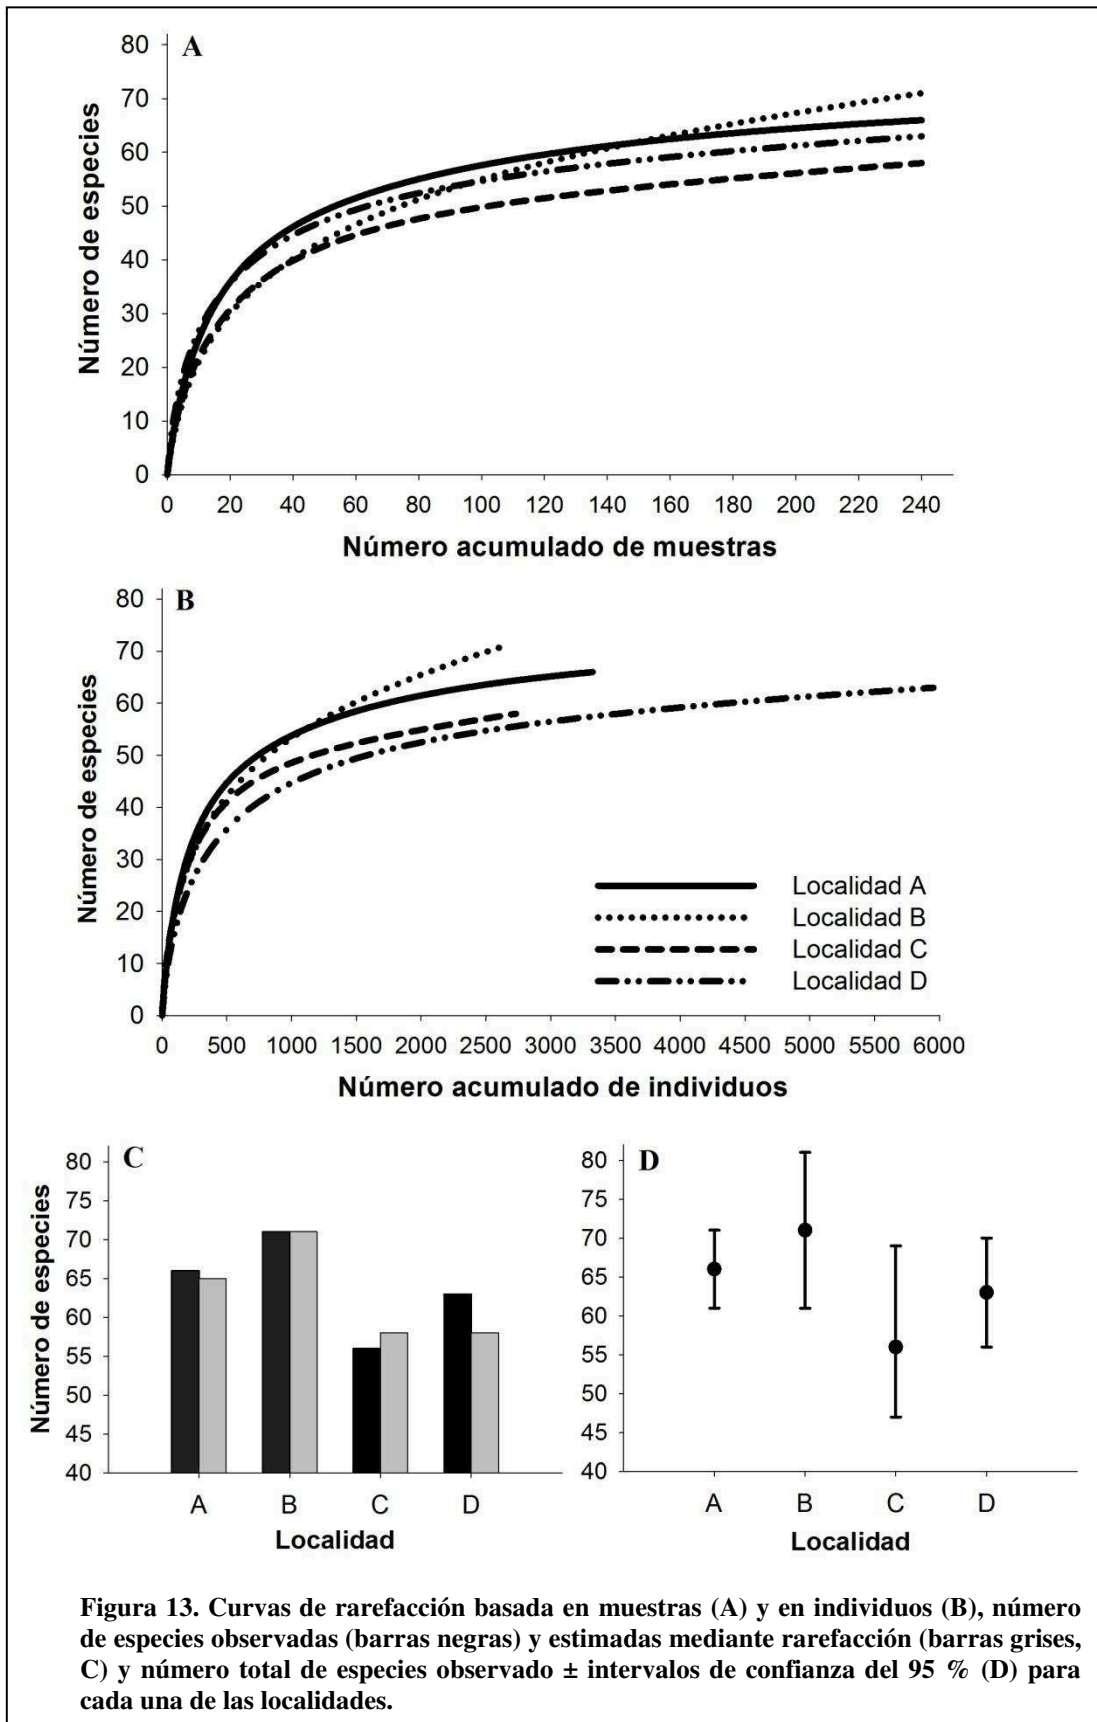 A
Número de especies
80
70
60
50
40
30
20
10
0
0 20 40 60 80 100 120 140 160 180 200 220 240
Número acumulado de muestras
B
Número de especies
80
70
60
50
40
30
20
10
0
Localidad A
Localidad B
Localidad C
Localidad D
0 500 1000 1500 2000 2500 3000 3500 4000 4500 5000 5500 6000
Número acumulado de individuos
C
Número de especies
80
75
70
65
60
55
50
45
40
A B C D
Localidad
D
80
75
70
65
60
55
50
45
40
A B C D
Localidad
Figura 13. Curvas de rarefacción basada en muestras (A) y en individuos (B), número
de especies observadas (barras negras) y estimadas mediante rarefacción (barras grises,
C) y número total de especies observado ± intervalos de confianza del 95 % (D) para
cada una de las localidades.